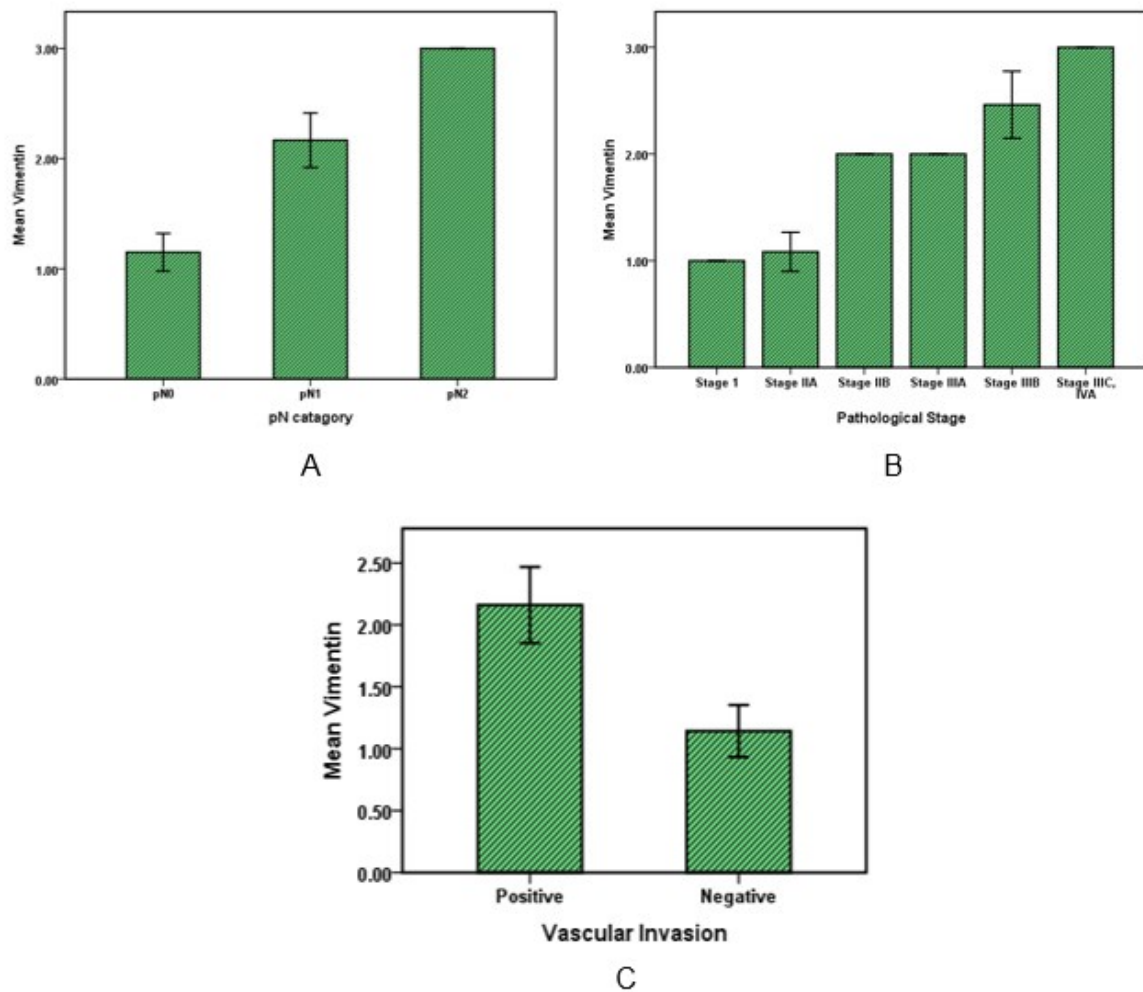 3.00
2.00
1.00
0.00
Mean Vimentin
pN0 pN1 pN2
pN catagory
A
3.00
2.00
1.00
0.00
Mean Vimentin
Stage 1 Stage IIA Stage IIB Stage IIIA Stage IIIB Stage IIIC,
IVA
Pathological Stage
B
2.50
2.00
1.50
1.00
0.50
0.00
Mean Vimentin
Positive Negative
Vascular Invasion
C